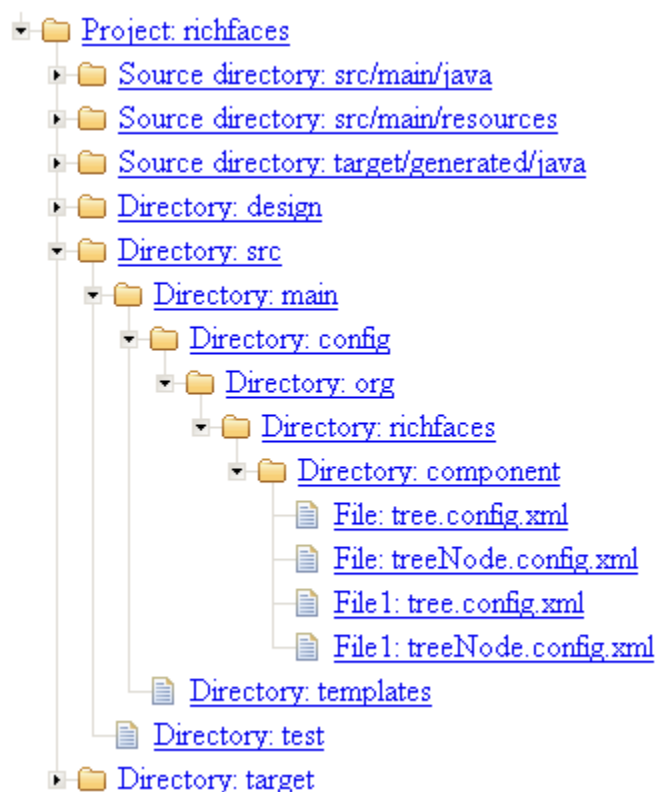 Project: richfaces
Source directory: src/main/java
Source directory: src/main/resources
Source directory: target/generated/java
Directory: design
Directory: src
Directory: main
Directory: config
Directory: org
Directory: richfaces
Directory: component
File: tree.config.xml
File: treeNode.config.xml
File1: tree.config.xml
File1: treeNode.config.xml
Directory: templates
Directory: test
Directory: target